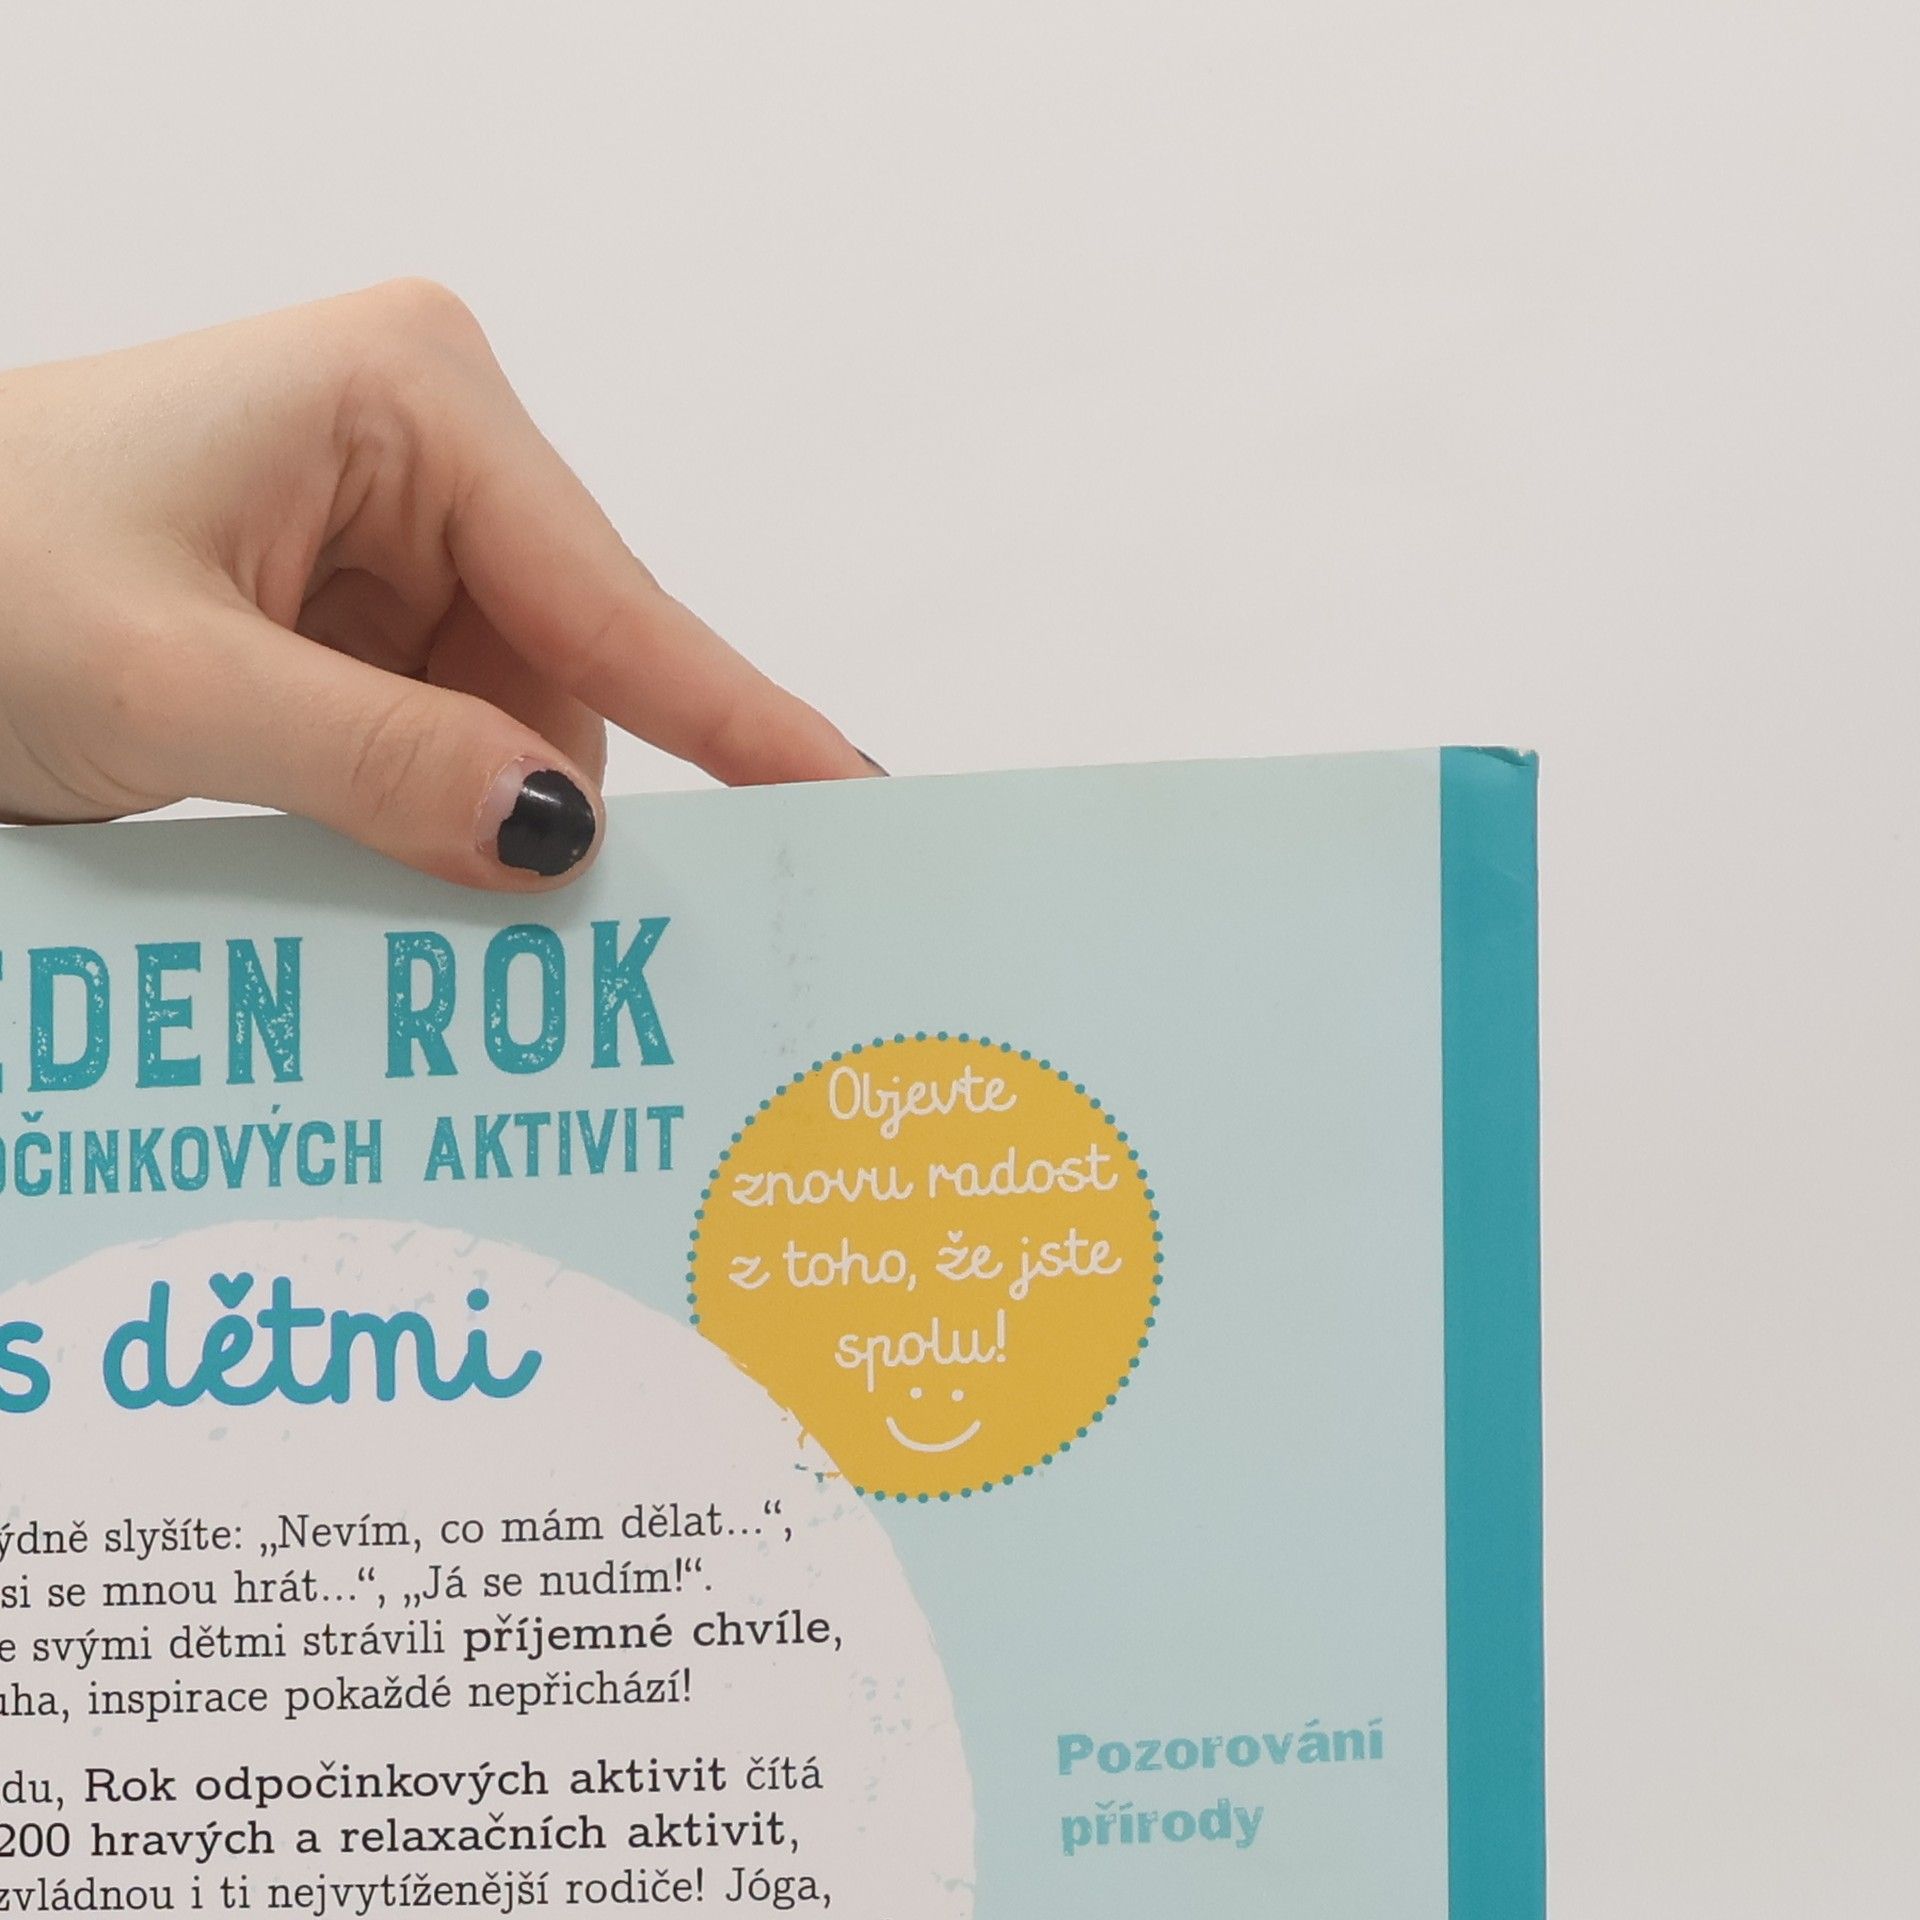 EDEN ROK
OČINKOVÝCH AKTIVIT
s dětmi
Objevte
znovu radost
z toho, že jste
spolu!
ýdně slyšíte: „Nevím, co mám dělat...“,
si se mnou hrát...“, „Já se nudím!“.
e svými dětmi strávili příjemné chvíle,
uha, inspirace pokaždé nepřichází!
du, Rok odpočinkových aktivit čítá
200 hravých a relaxačních aktivit,
zvládnou i ti nejvytíženější rodiče! Jóga,
Pozorování
přírody